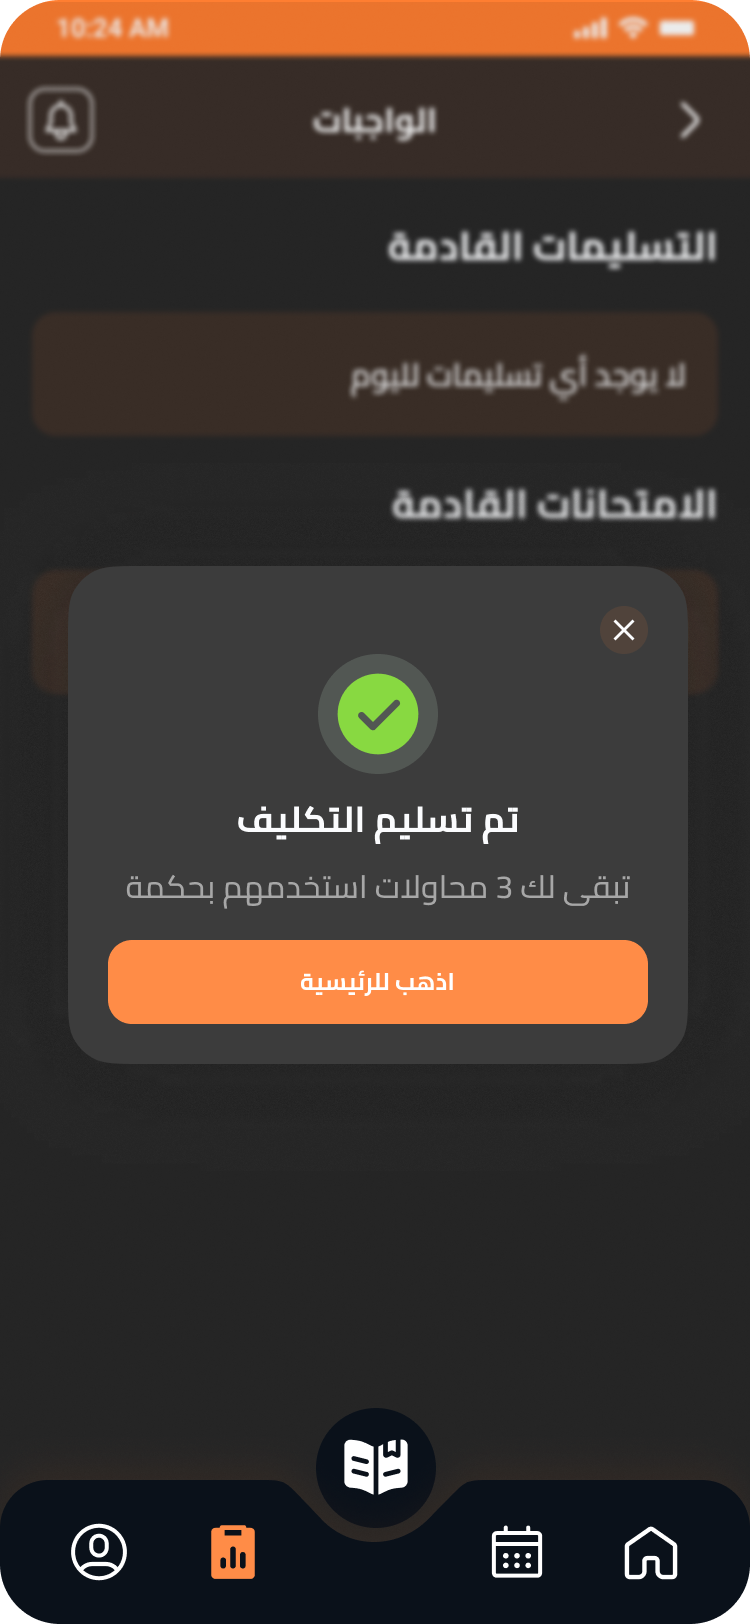 10:24 AM
الواجبات
التسليمات القادمة
لا يوجد أي تسليمات لليوم
الامتحانات القادمة
تم تسليم التكليف
تبقى لك 3 محاولات استخدمهم بحكمة
اذهب للرئيسية